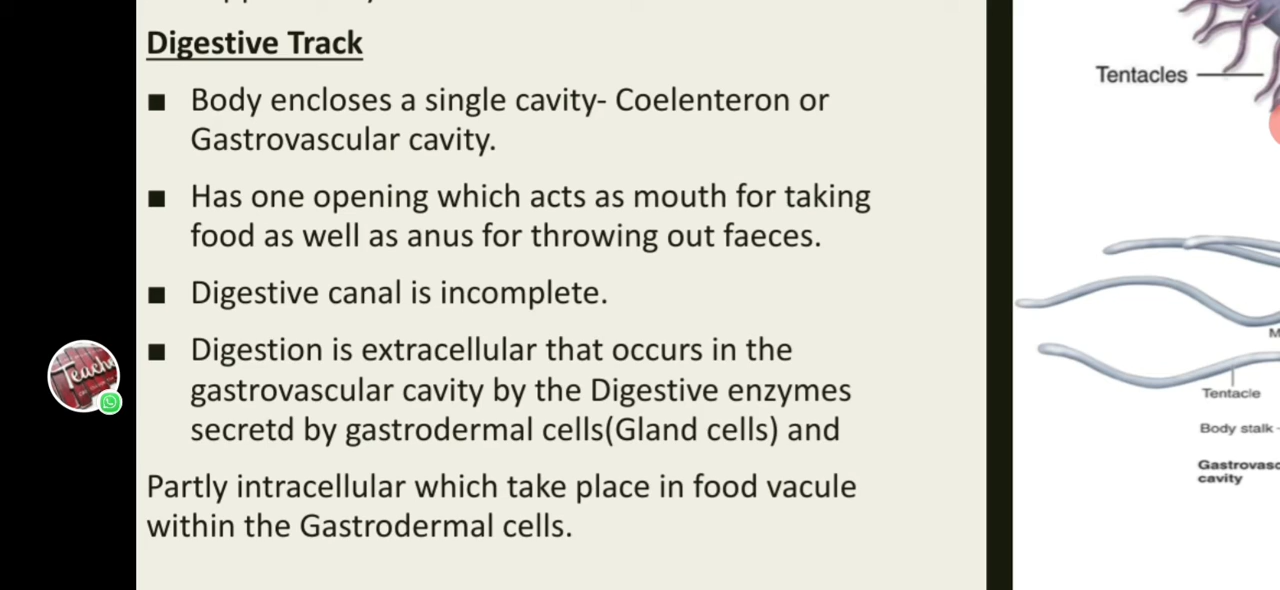 Digestive Track
■ Body encloses a single cavity- Coelenteron or
Gastrovascular cavity.
■ Has one opening which acts as mouth for taking
food as well as anus for throwing out faeces.
■ Digestive canal is incomplete.
■ Digestion is extracellular that occurs in the
gastrovascular cavity by the Digestive enzymes
secretd by gastrodermal cells(Gland cells) and
Partly intracellular which take place in food vacule
within the Gastrodermal cells.
Tentacles
Tentacle
Body stalk
cavity